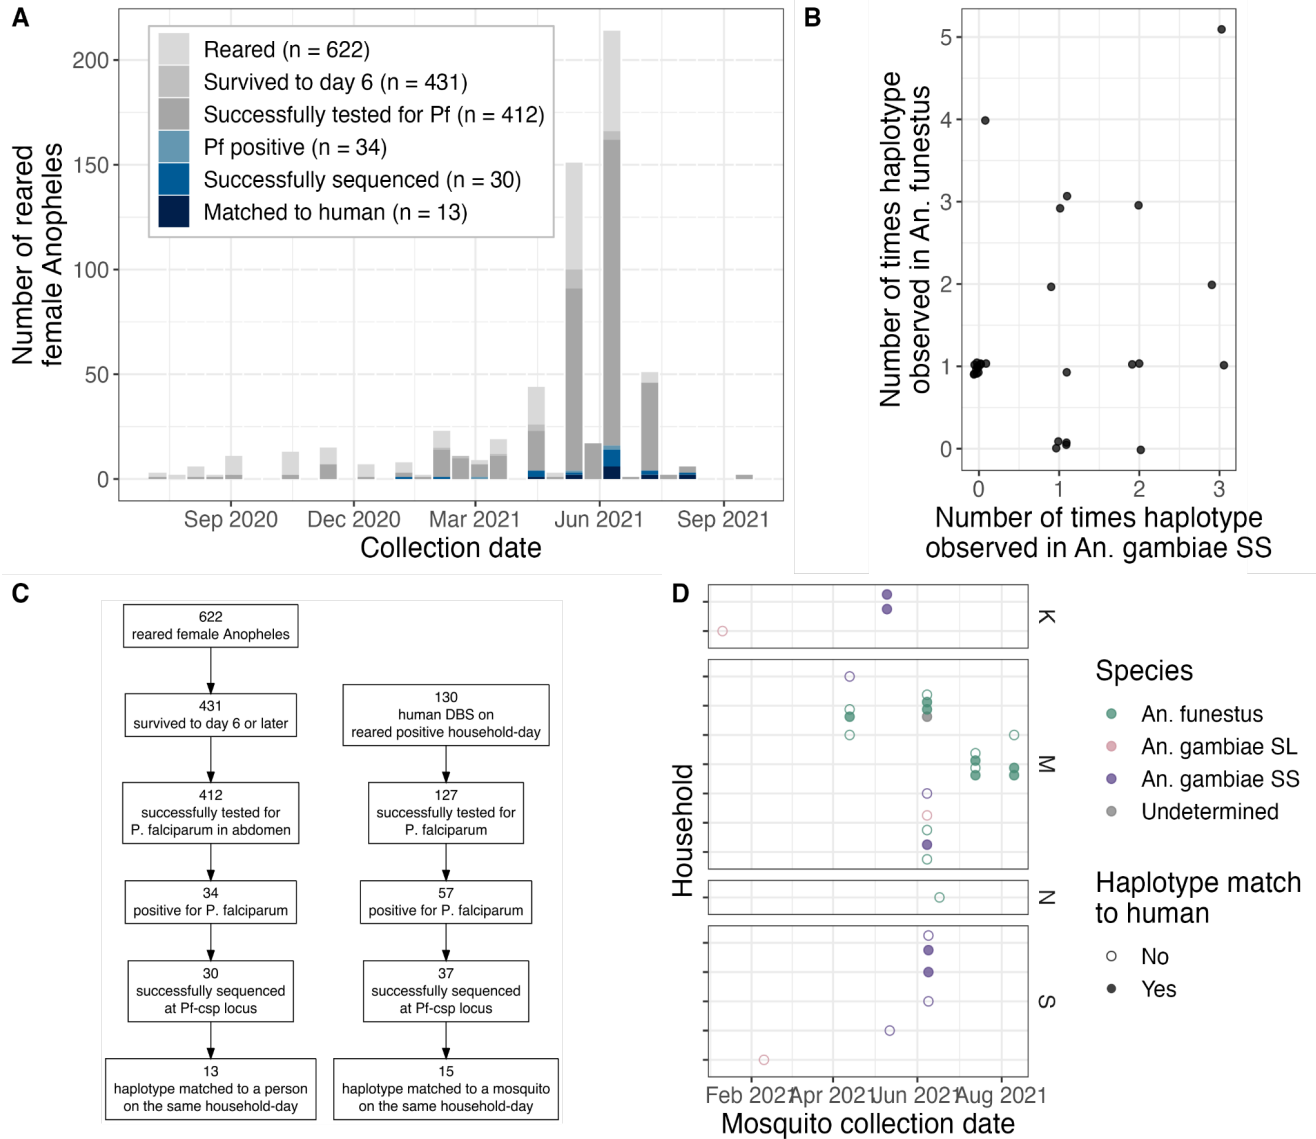 A
Number of reared
female Anopheles
200
150
100
50
0
Reared (n = 622)
Survived to day 6 (n = 431)
Successfully tested for Pf (n = 412)
Pf positive (n = 34)
Successfully sequenced (n = 30)
Matched to human (n = 13)
Sep 2020
Dec 2020
Mar 2021
Jun 2021
Sep 2021
Collection date
B
Number of times haplotype
observed in An. funestus
5
4
3
2
1
0
0
1
2
3
Number of times haplotype
observed in An. gambiae SS
C
622
reared female Anopheles
431
survived to day 6 or later
412
successfully tested for
P. falciparum in abdomen
34
positive for P. falciparum
30
successfully sequenced
at Pf-csp locus
13
haplotype matched to a person
on the same household-day
130
human DBS on
reared positive household-day
127
successfully tested for
P. falciparum
57
positive for P. falciparum
37
successfully sequenced
at Pf-csp locus
15
haplotype matched to a mosquito
on the same household-day
D
Household
K
M
N
S
Feb 2021
Apr 2021
Jun 2021
Aug 2021
Mosquito collection date
Species
An. funestus
An. gambiae SL
An. gambiae SS
Undetermined
Haplotype match
to human
No
Yes